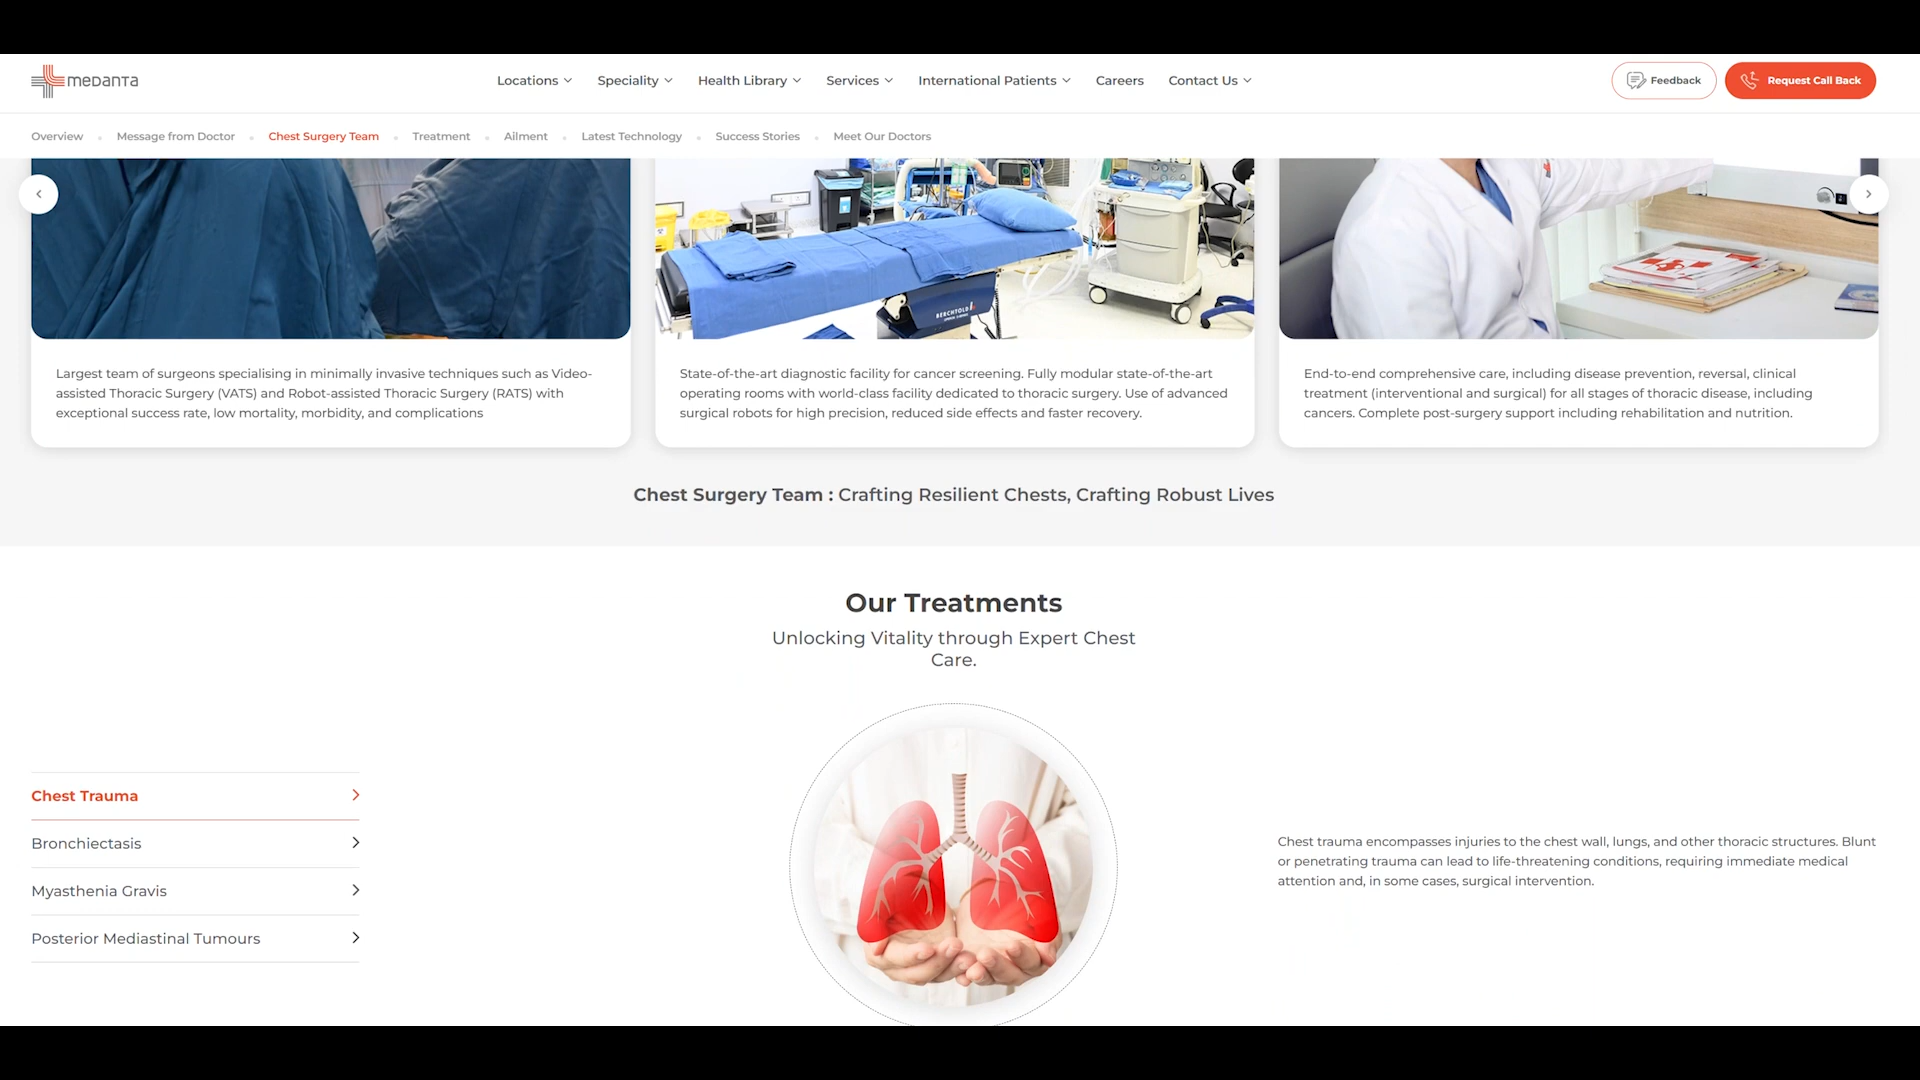 medanta
Locations
Speciality
Health Library
Services
International Patients
Careers
Contact Us
Feedback
Request Call Back
Overview
Message from Doctor
Chest Surgery Team
Treatment
Ailment
Latest Technology
Success Stories
Meet Our Doctors
BERCHTOLD
Largest team of surgeons specialising in minimally invasive techniques such as Video-
assisted Thoracic Surgery (VATS) and Robot-assisted Thoracic Surgery (RATS) with
exceptional success rate, low mortality, morbidity, and complications
State-of-the-art diagnostic facility for cancer screening. Fully modular state-of-the-art
operating rooms with world-class facility dedicated to thoracic surgery. Use of advanced
surgical robots for high precision, reduced side effects and faster recovery.
End-to-end comprehensive care, including disease prevention, reversal, clinical
treatment (interventional and surgical) for all stages of thoracic disease, including
cancers. Complete post-surgery support including rehabilitation and nutrition.
Chest Surgery Team : Crafting Resilient Chests, Crafting Robust Lives
Our Treatments
Unlocking Vitality through Expert Chest
Care.
Chest Trauma
Bronchiectasis
Myasthenia Gravis
Posterior Mediastinal Tumours
Chest trauma encompasses injuries to the chest wall, lungs, and other thoracic structures. Blunt
or penetrating trauma can lead to life-threatening conditions, requiring immediate medical
attention and, in some cases, surgical intervention.